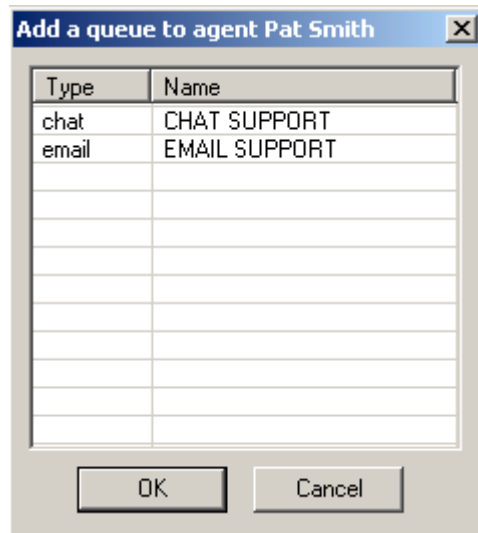 Add a queue to agent Pat Smith
Type Name
chat CHAT SUPPORT
email EMAIL SUPPORT
OK Cancel